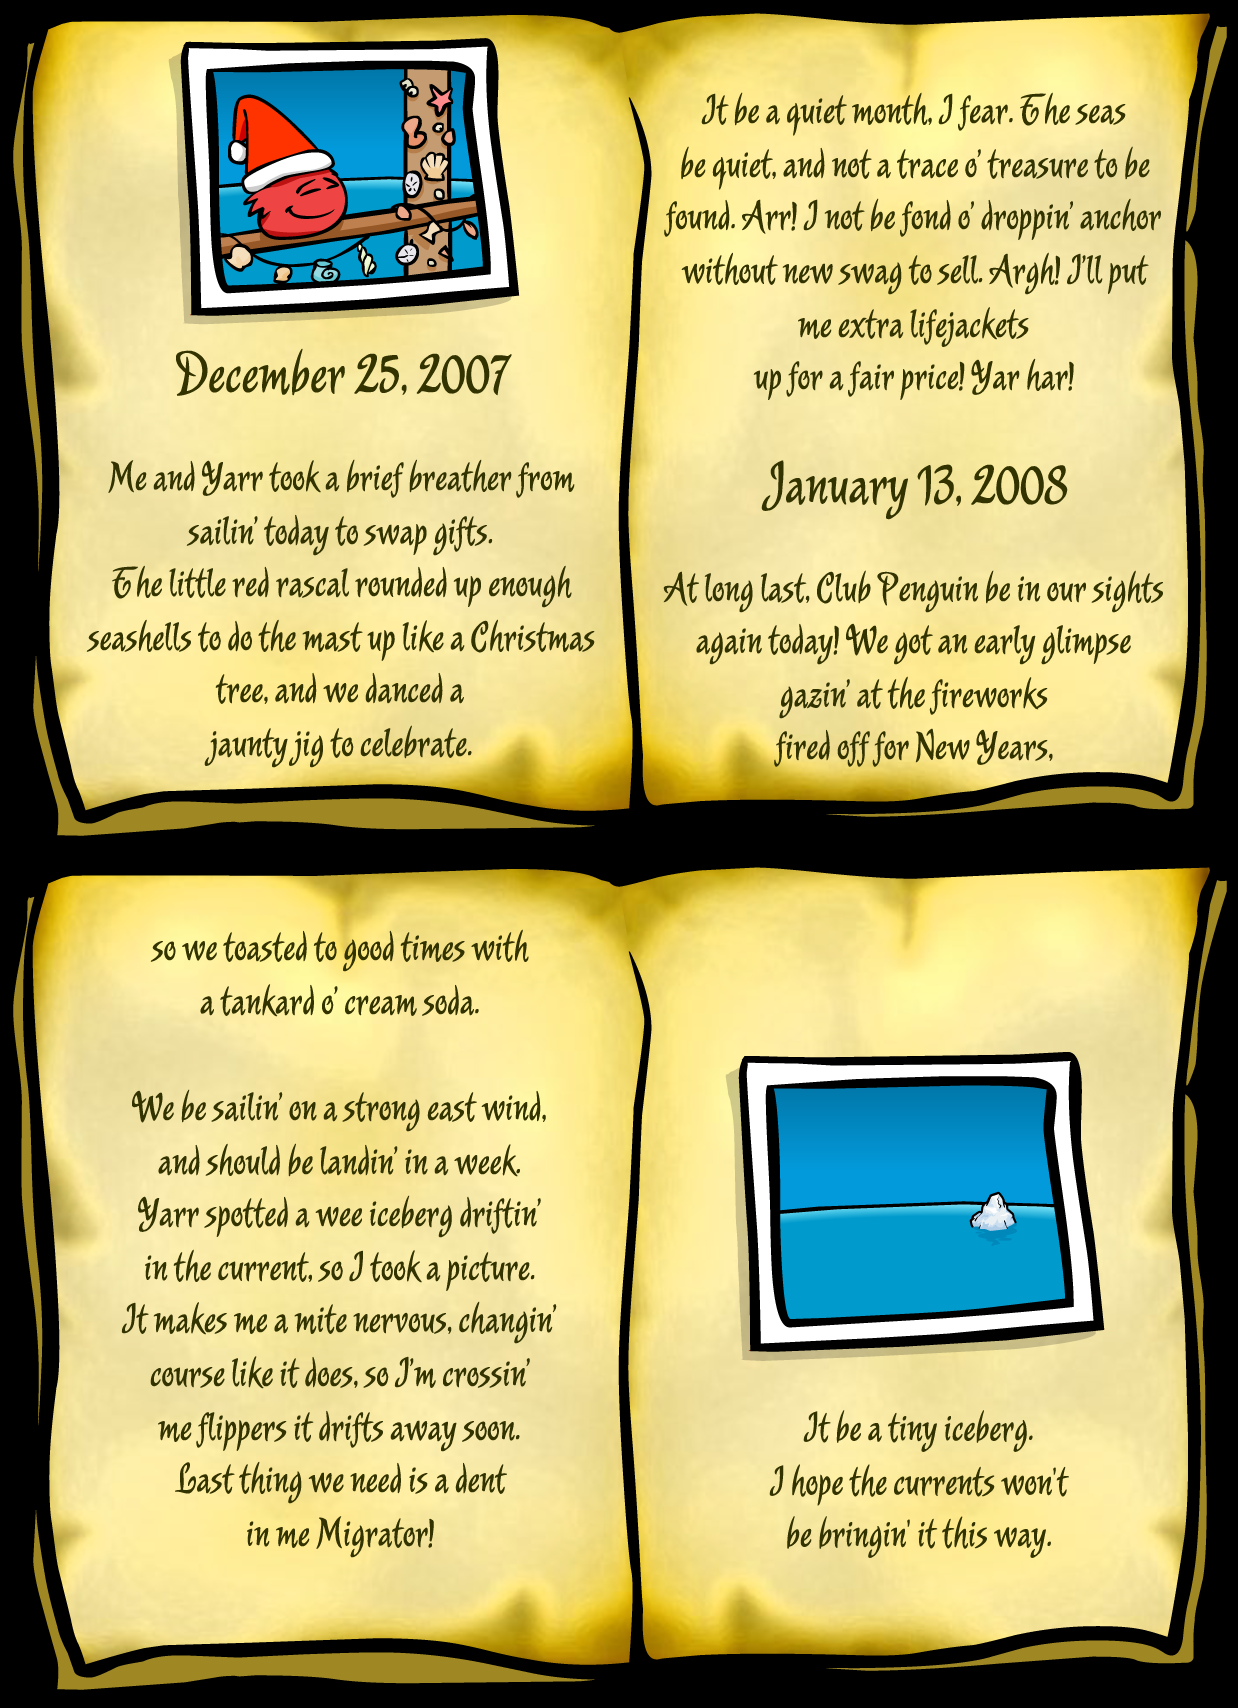 December 25, 2007
Me and Yarr took a brief breather from
sailin' today to swap gifts.
The little red rascal rounded up enough
seashells to do the mast up like a Christmas
tree, and we danced a
jaunty jig to celebrate.
It be a quiet month, I fear. The seas
be quiet, and not a trace o' treasure to be
found. Arr! I not be fond o' droppin' anchor
without new swag to sell. Argh! I'll put
me extra lifejackets
up for a fair price! Yar har!
January 13, 2008
At long last, Club Penguin be in our sights
again today! We got an early glimpse
gazin' at the fireworks
fired off for New Years,
so we toasted to good times with
a tankard o' cream soda.
We be sailin' on a strong east wind,
and should be landin' in a week.
Yarr spotted a wee iceberg driftin'
in the current, so I took a picture.
It makes me a mite nervous, changin'
course like it does, so I'm crossin'
me flippers it drifts away soon.
Last thing we need is a dent
in me Migrator!
It be a tiny iceberg.
I hope the currents won't
be bringin' it this way.